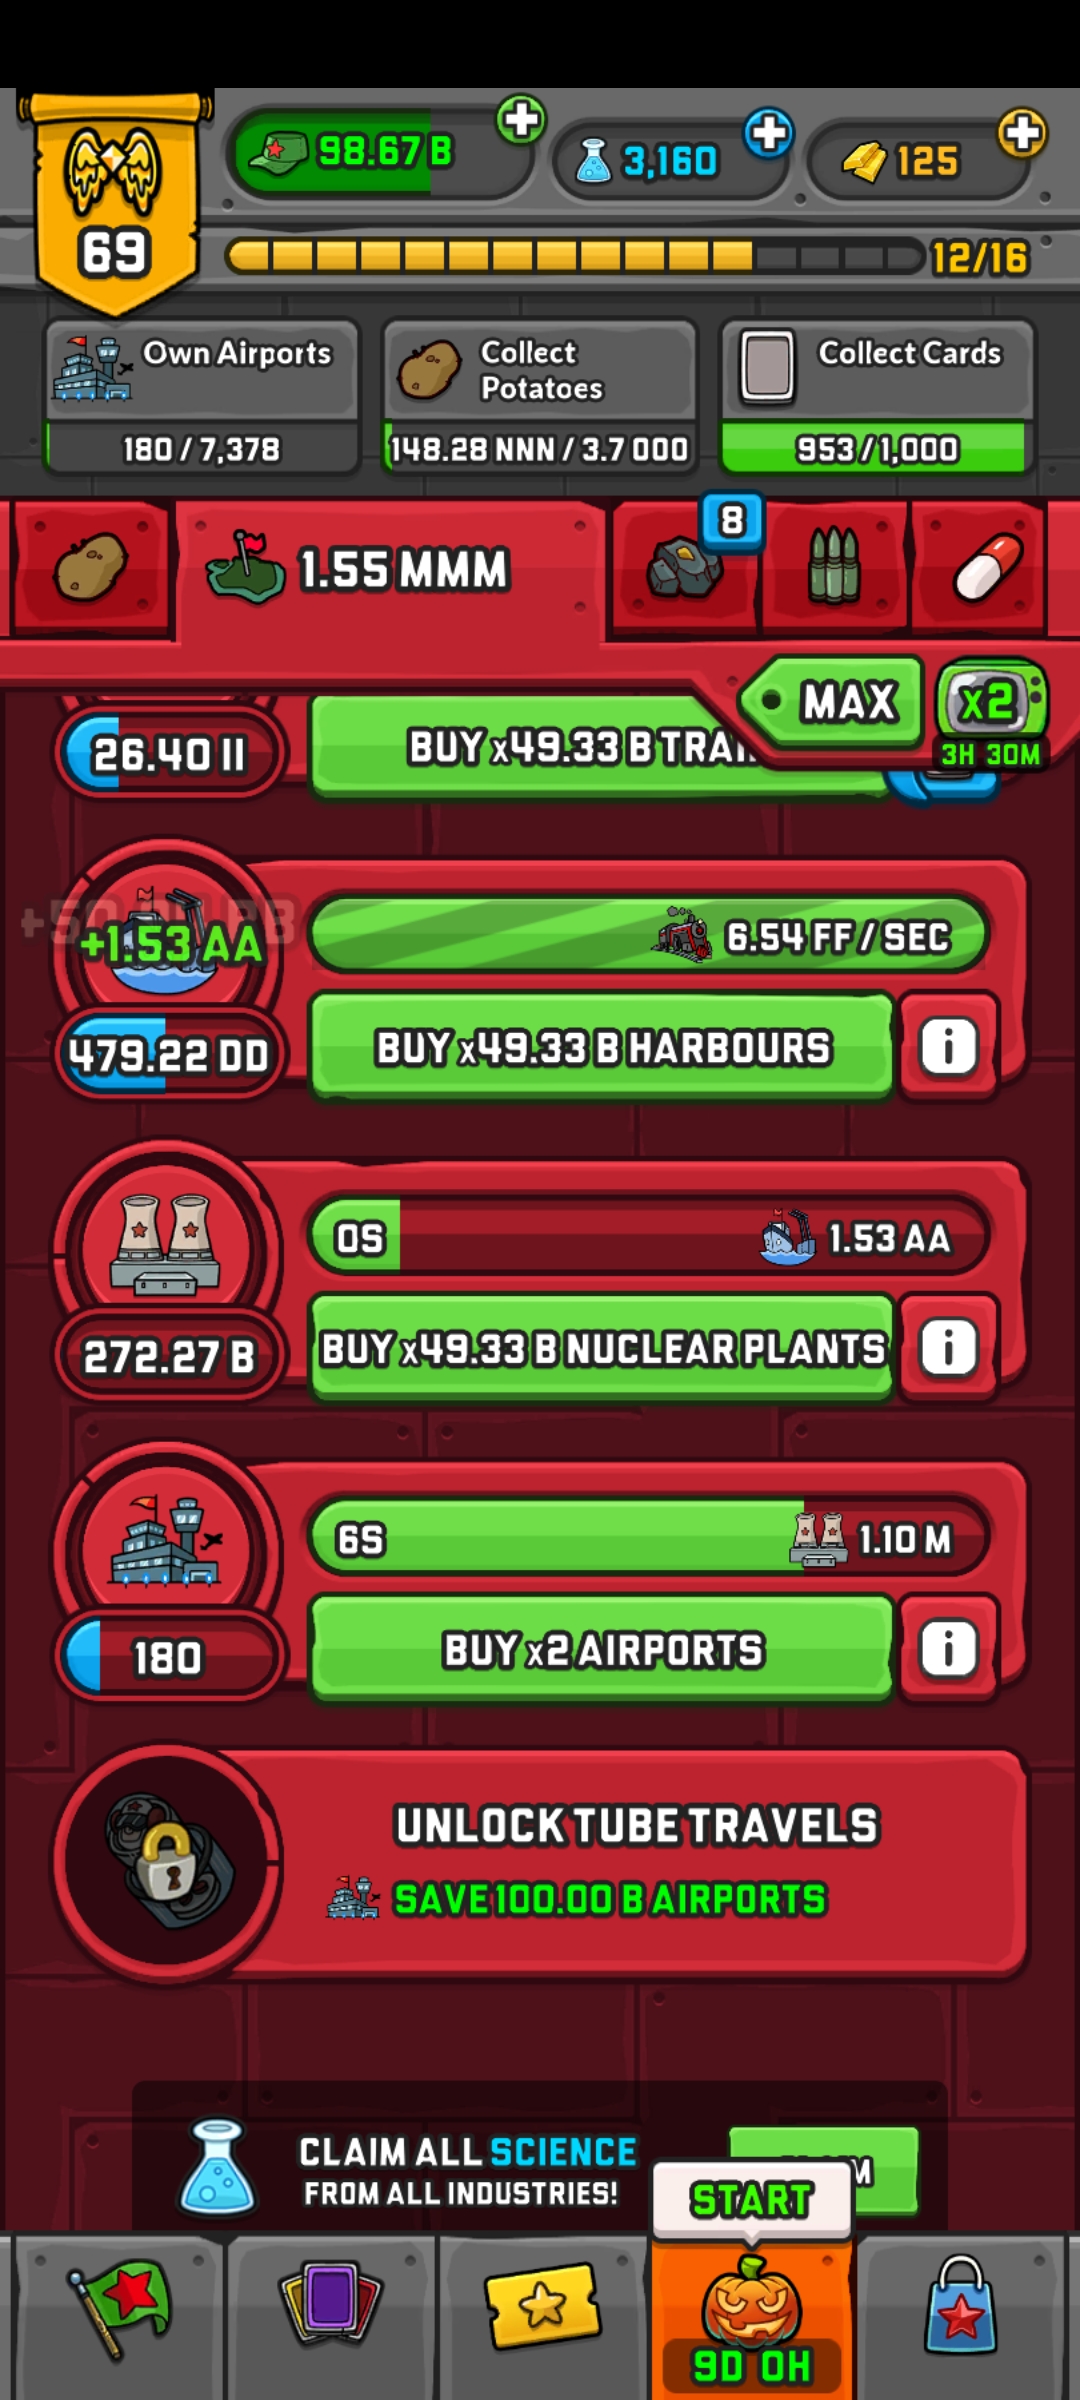 69
98.67 B
3,160
125
12/16
Own Airports
180 / 7,378
Collect
Potatoes
148.28 NNN / 3.7 OOO
Collect Cards
953 / 1,000
1.55 MMM
8
MAX
x2
3H 30M
26.40 II
BUY x49.33 B
+1.53 AA
6.54 FF / SEC
479.22 DD
BUY x49.33 B HARBOURS
i
0S
1.53 AA
272.27 B
BUY x49.33 B NUCLEAR PLANTS
i
6S
1.10 M
180
BUY x2 AIRPORTS
i
UNLOCK TUBE TRAVELS
SAVE 100.00 B AIRPORTS
CLAIM ALL SCIENCE
FROM ALL INDUSTRIES!
START
9D 0H